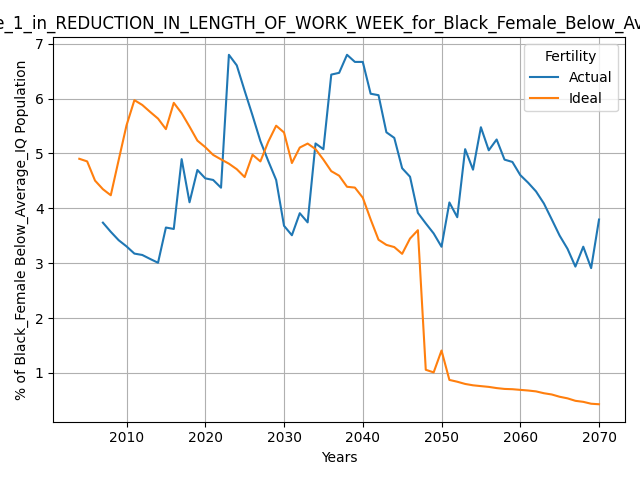 e_1_in_REDUCTION_IN_LENGTH_OF_WORK_WEEK_for_Black_Female_Below_Av
% of Black_Female Below_Average_IQ Population
7
6
5
4
3
2
1
Fertility
Actual
Ideal
2010 2020 2030 2040 2050 2060 2070
Years